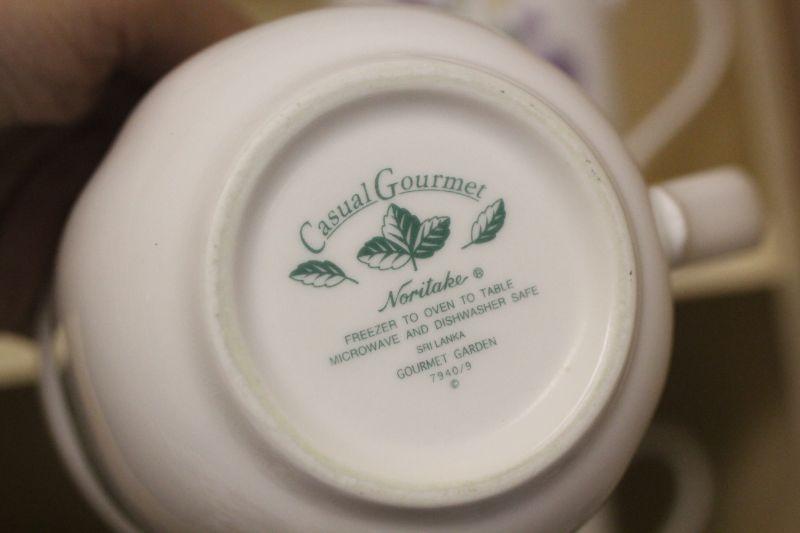 Casual Gourmet
Noritake ®
FREEZER TO OVEN TO TABLE
MICROWAVE AND DISHWASHER SAFE
SRI LANKA
GOURMET GARDEN
7940/9
©